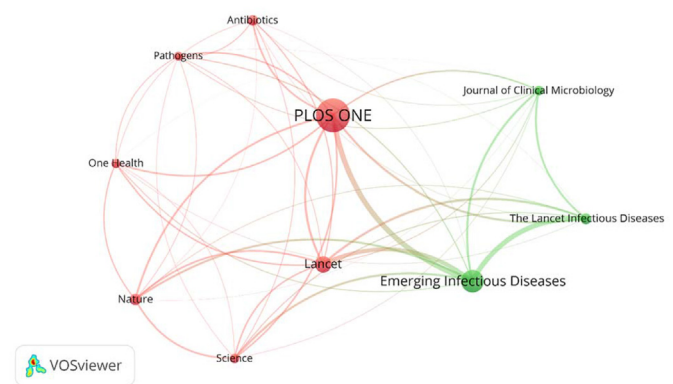 Antibiotics
Pathogens
Journal of Clinical Microbiology
PLOS ONE
One Health
The Lancet Infectious Diseases
Lancet
Emerging Infectious Diseases
Nature
Science
VOSviewer